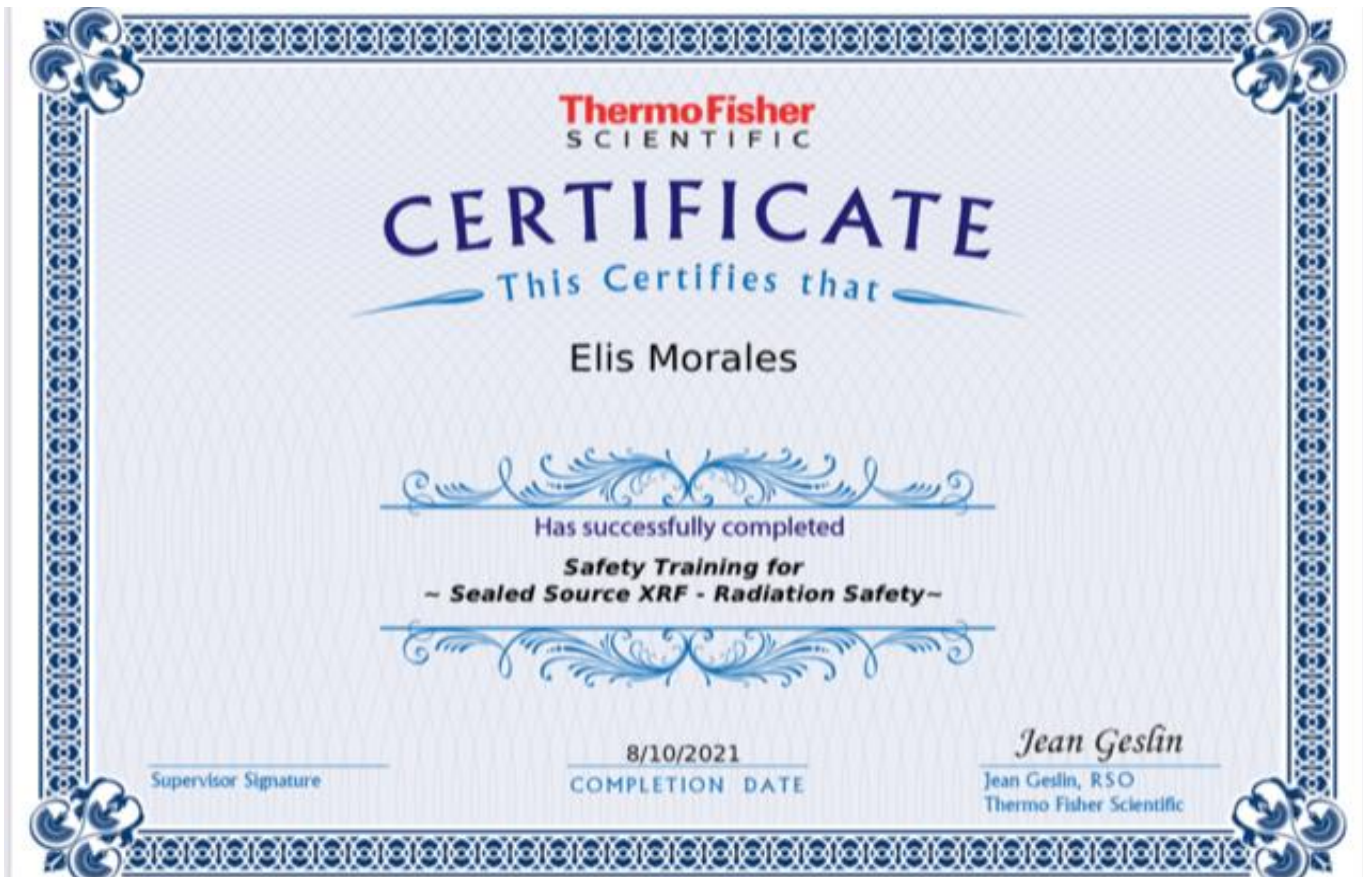 ThermoFisher
SCIENTIFIC
CERTIFICATE
This Certifies that
Elis Morales
Has successfully completed
Safety Training for
~ Sealed Source XRF - Radiation Safety~
Jean Geslin
8/10/2021
Supervisor Signature
COMPLETION DATE
Jean Geslin, RSO
Thermo Fisher Scientific